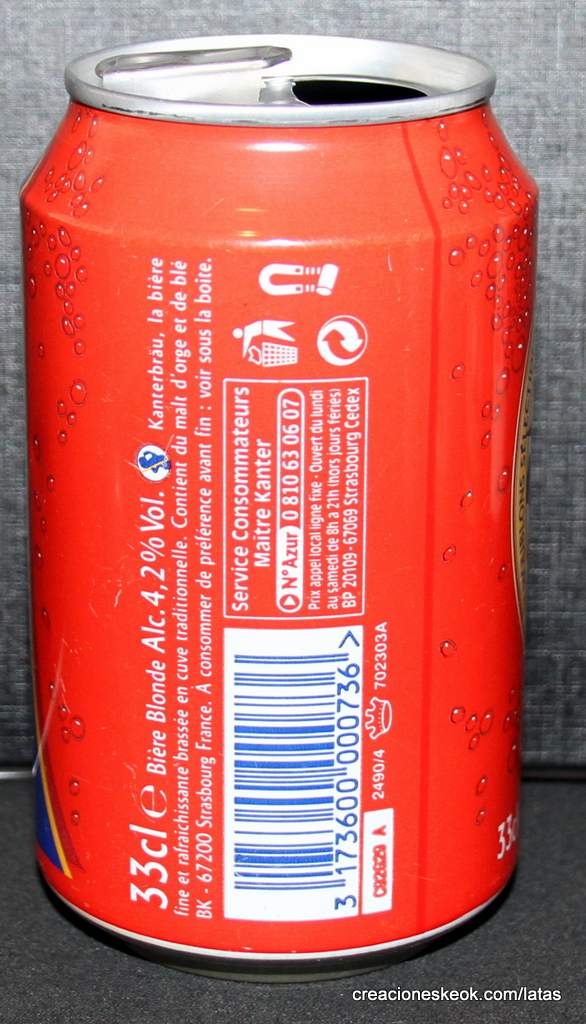 33cl e Bière Blonde Alc. 4,2% Vol. Kanterbräu, la bière
fine et rafraichissante brassée en cuve traditionnelle. Contient du malt d'orge et de blé
BK - 67200 Strasbourg France. À consommer de préférence avant fin : voir sous la boite.
Service Consommateurs
Maître Kanter
N° Azur 0 810 63 06 07
Prix appel local ligne fixe - Ouvert du lundi
au samedi de 8h à 21h (hors jours fériés)
BP 20109 - 67069 Strasbourg Cedex
3 173600 000736 >
2490/4 702303A
33c
creacioneskeok.com/latas